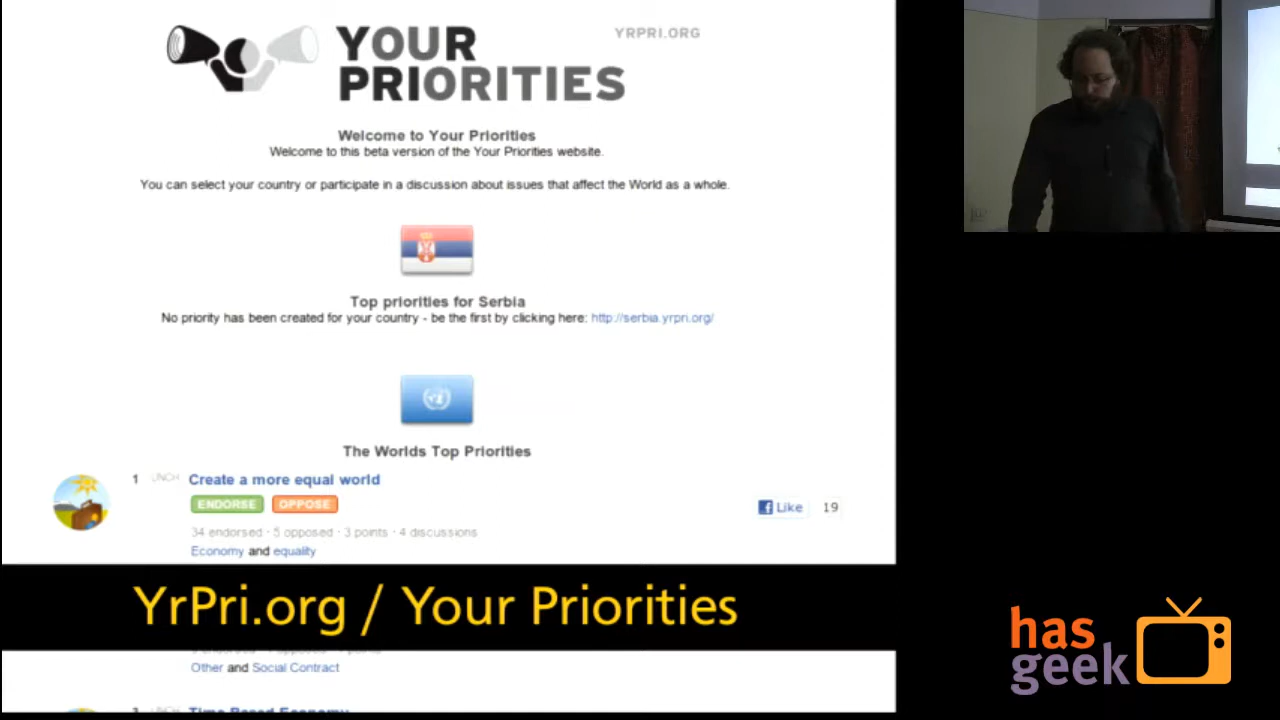 YOUR
PRIORITIES
YRPRI.ORG
Welcome to Your Priorities
Welcome to this beta version of the Your Priorities website.
You can select your country or participate in a discussion about issues that affect the World as a whole.
Top priorities for Serbia
No priority has been created for your country - be the first by clicking here: http://serbia.yrpri.org/
The Worlds Top Priorities
1 Create a more equal world
ENDORSE OPPOSE
Like 19
34 endorsed · 5 opposed · 3 points · 4 discussions
Economy and equality
YrPri.org / Your Priorities
Other and Social Contract
Time Based Economy
has
geek